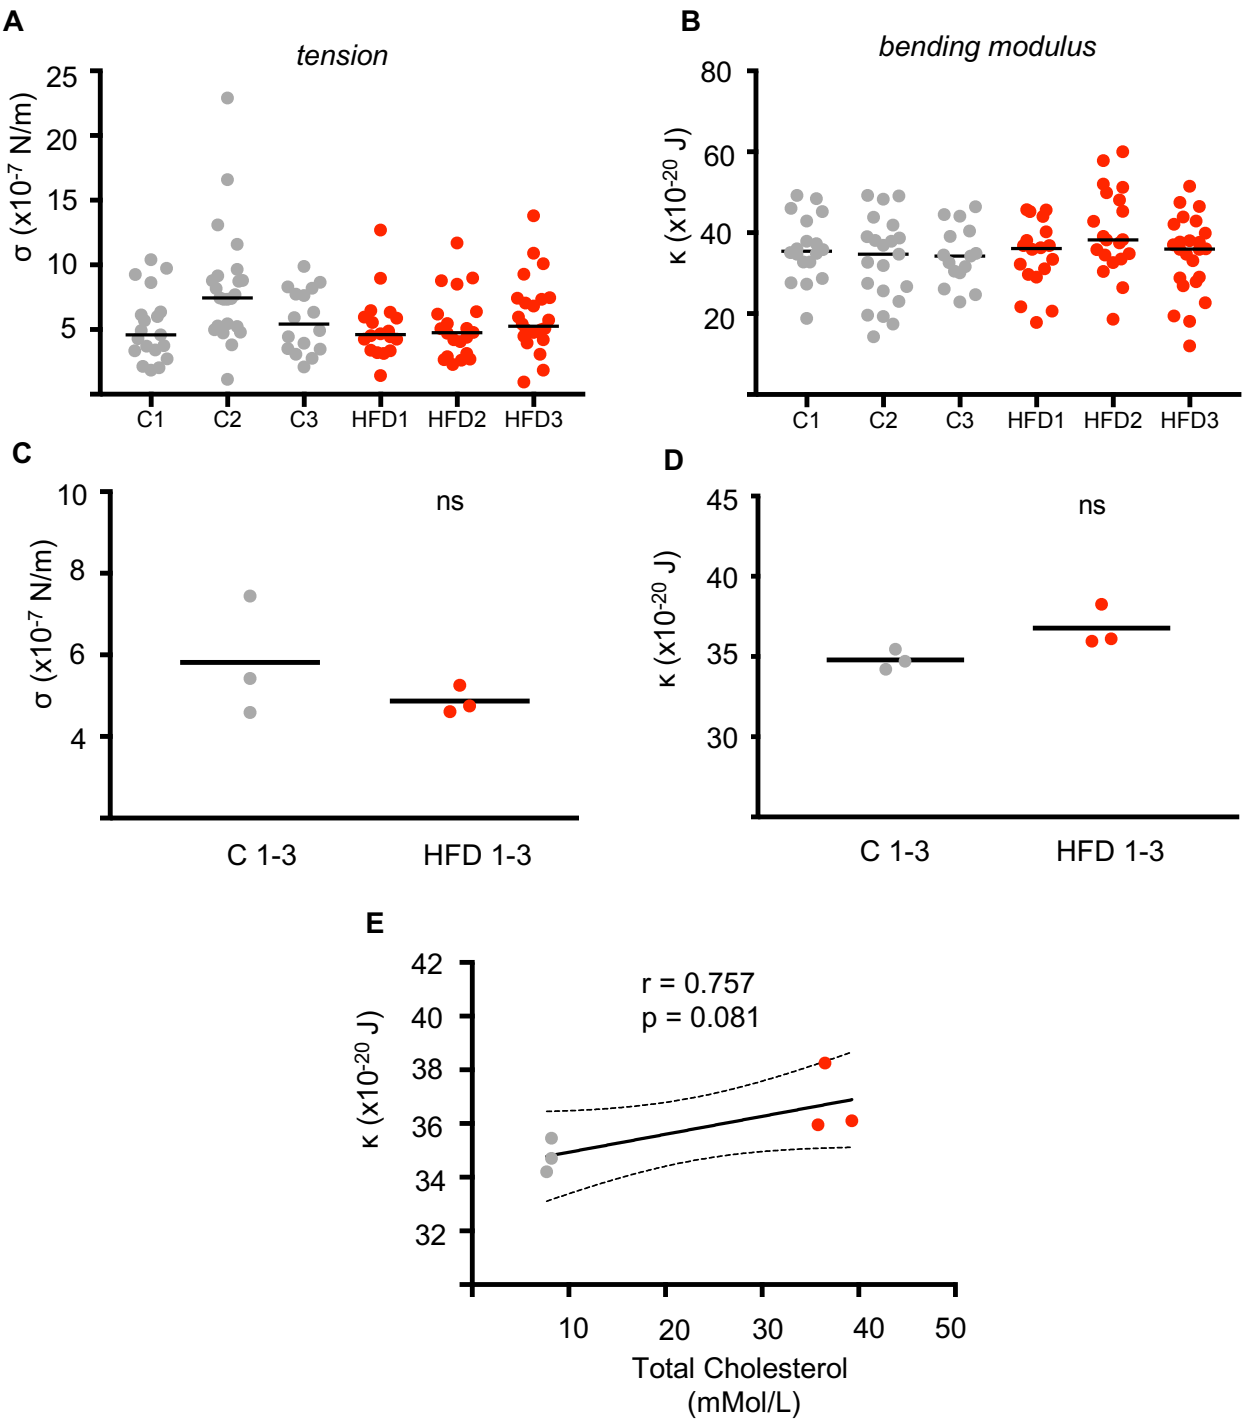 A
tension
σ (x10⁻⁷ N/m)
25
20
15
10
5
C1 C2 C3 HFD1 HFD2 HFD3
B
bending modulus
κ (x10⁻²⁰ J)
80
60
40
20
C1 C2 C3 HFD1 HFD2 HFD3
C
σ (x10⁻⁷ N/m)
10
8
6
4
ns
C 1-3 HFD 1-3
D
κ (x10⁻²⁰ J)
45
40
35
30
ns
C 1-3 HFD 1-3
E
κ (x10⁻²⁰ J)
42
40
38
36
34
32
r = 0.757
p = 0.081
10 20 30 40 50
Total Cholesterol
(mMol/L)